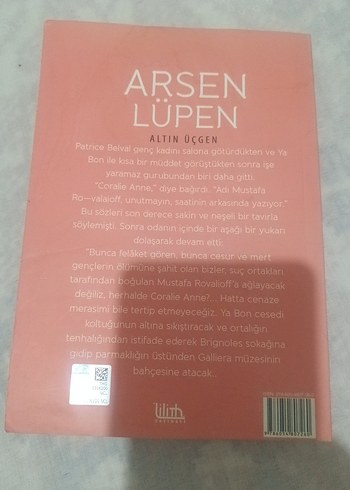 ARSEN
LÜPEN
ALTIN ÜÇGEN
Patrice Belval genç kadını salona götürdükten ve Ya
Bon ile kısa bir müddet görüştükten sonra işe
yaramaz gurubundan biri daha gitti.
"Coralie Anne," diye bağırdı. "Adı Mustafa
Ro—valaioff, unutmayın, saatinin arkasında yazıyor."
Bu sözleri son derece sakin ve neşeli bir tavırla
söylemişti. Sonra odanın içinde bir aşağı bir yukarı
dolaşarak devam etti:
"Bunca felâket gören, bunca cesur ve mert
gençlerin ölümüne şahit olan bizler, suç ortakları
tarafından boğulan Mustafa Rovalioff'a ağlayacak
değiliz, herhalde Coralie Anne?... Hatta cenaze
merasimi bile tertip etmeyeceğiz. Ya Bon cesedi
koltuğunun altına sıkıştıracak ve ortalığın
tenhalığından istifade ederek Brignoles sokağına
gidip parmaklığın üstünden Galliera müzesinin
bahçesine atacak...
lilith